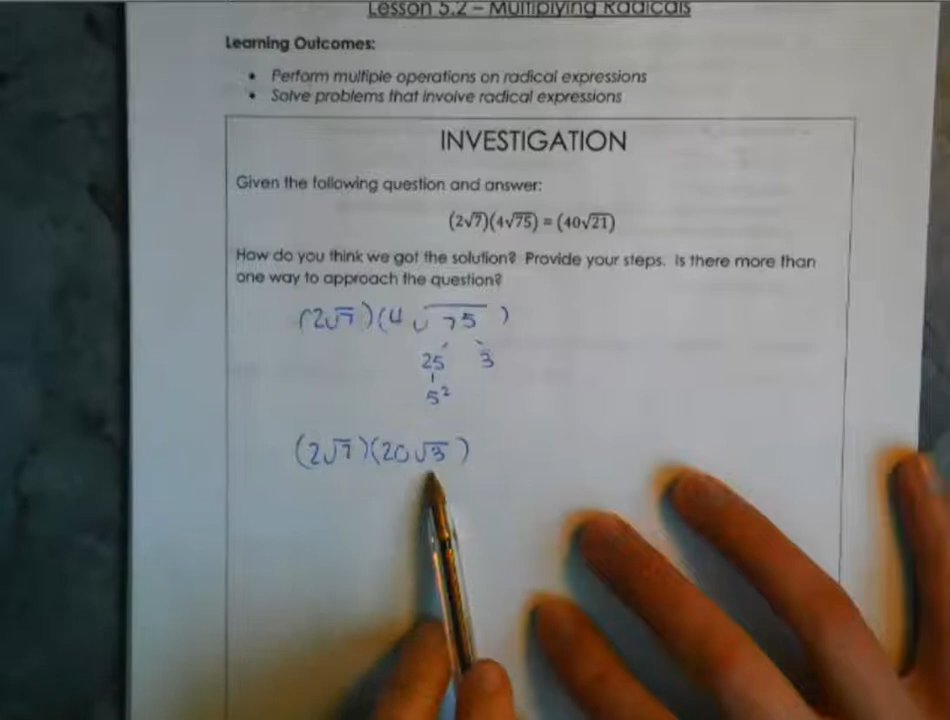 Lesson 5.2 – Multiplying Radicals
Learning Outcomes:
• Perform multiple operations on radical expressions
• Solve problems that involve radical expressions
INVESTIGATION
Given the following question and answer:
(2√7)(4√75) = (40√21)
How do you think we got the solution? Provide your steps. Is there more than
one way to approach the question?
(2√7)(4√75)
25 3
5²
(2√7)(20√3)